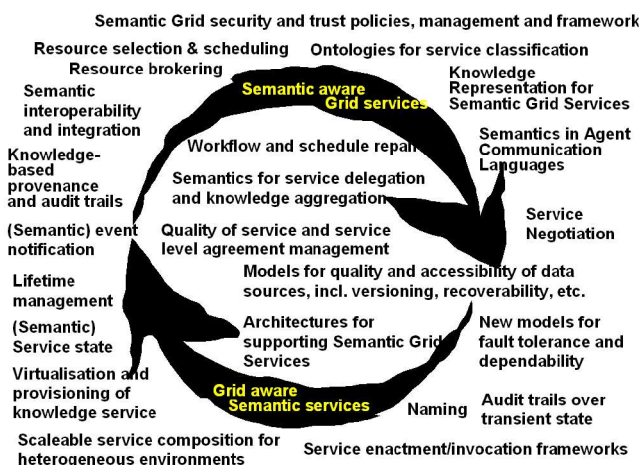 Semantic Grid security and trust policies, management and framework
Resource selection & scheduling
Ontologies for service classification
Resource brokering
Semantic aware
Grid services
Knowledge
Representation for
Semantic Grid Services
Semantic
interoperability
and integration
Semantics in Agent
Communication
Languages
Workflow and schedule repair
Knowledge-
based
provenance
and audit trails
Semantics for service delegation
and knowledge aggregation
Service
Negotiation
(Semantic) event
notification
Quality of service and service
level agreement management
Models for quality and accessibility of data
sources, incl. versioning, recoverability, etc.
Lifetime
management
(Semantic)
Service state
Architectures for
supporting Semantic Grid
Services
New models for
fault tolerance and
dependability
Virtualisation and
provisioning of
knowledge service
Grid aware
Semantic services
Naming
Audit trails over
transient state
Scaleable service composition for
heterogeneous environments
Service enactment/invocation frameworks